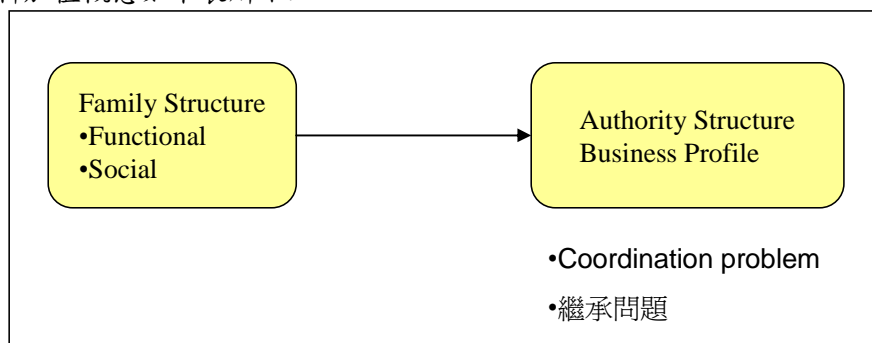 Family Structure
•Functional
•Social
Authority Structure
Business Profile
•Coordination problem
•繼承問題